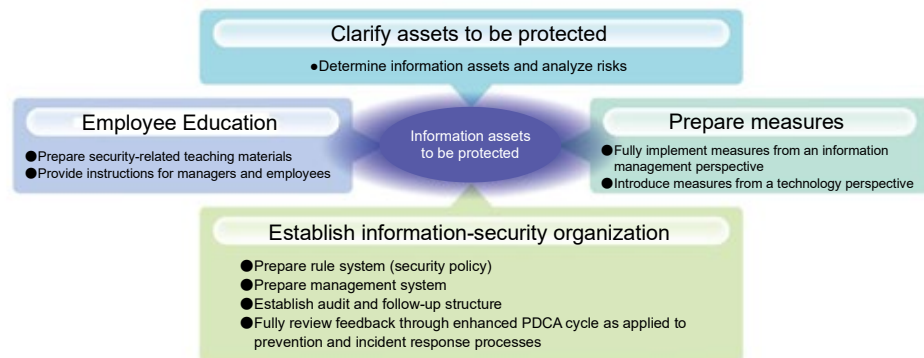 Clarify assets to be protected
●Determine information assets and analyze risks
Employee Education
●Prepare security-related teaching materials
●Provide instructions for managers and employees
Information assets
to be protected
Prepare measures
●Fully implement measures from an information
management perspective
●Introduce measures from a technology perspective
Establish information-security organization
●Prepare rule system (security policy)
●Prepare management system
●Establish audit and follow-up structure
●Fully review feedback through enhanced PDCA cycle as applied to
prevention and incident response processes